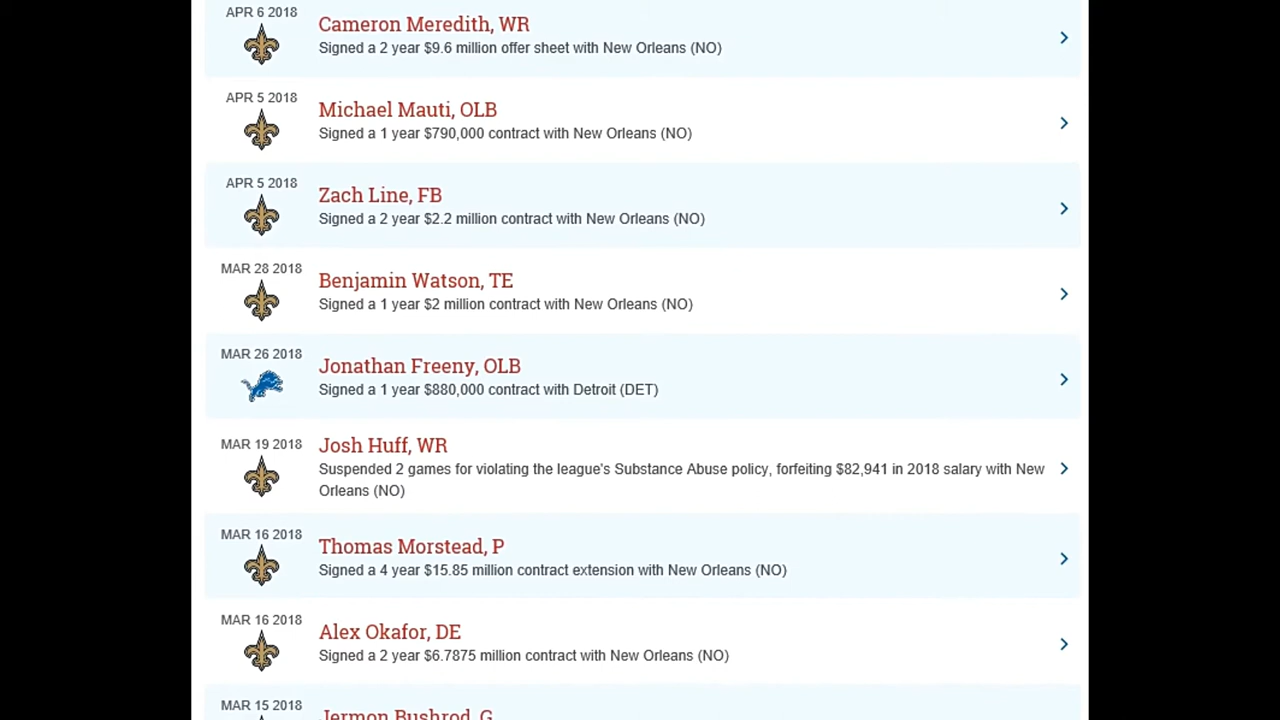 APR 6 2018
Cameron Meredith, WR
Signed a 2 year $9.6 million offer sheet with New Orleans (NO)
APR 5 2018
Michael Mauti, OLB
Signed a 1 year $790,000 contract with New Orleans (NO)
APR 5 2018
Zach Line, FB
Signed a 2 year $2.2 million contract with New Orleans (NO)
MAR 28 2018
Benjamin Watson, TE
Signed a 1 year $2 million contract with New Orleans (NO)
MAR 26 2018
Jonathan Freeny, OLB
Signed a 1 year $880,000 contract with Detroit (DET)
MAR 19 2018
Josh Huff, WR
Suspended 2 games for violating the league's Substance Abuse policy, forfeiting $82,941 in 2018 salary with New
Orleans (NO)
MAR 16 2018
Thomas Morstead, P
Signed a 4 year $15.85 million contract extension with New Orleans (NO)
MAR 16 2018
Alex Okafor, DE
Signed a 2 year $6.7875 million contract with New Orleans (NO)
MAR 15 2018
Jermon Bushrod, G